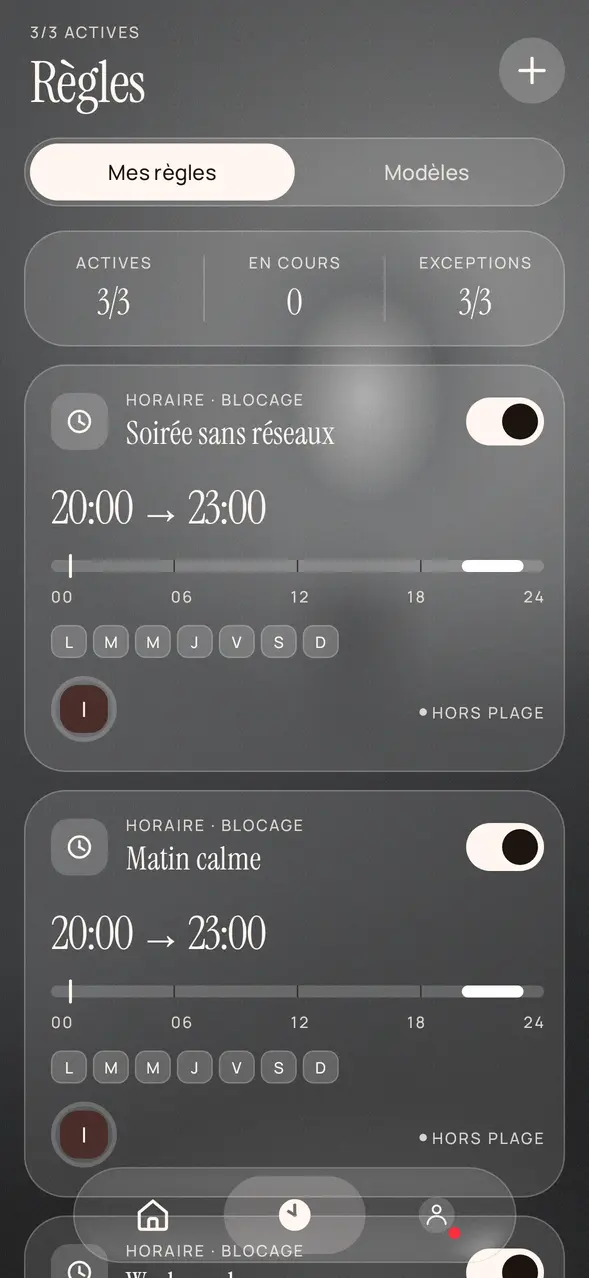 3/3 ACTIVES
Règles
Mes règles
Modèles
ACTIVES
EN COURS
EXCEPTIONS
3/3
0
3/3
HORAIRE · BLOCAGE
Soirée sans réseaux
20:00 → 23:00
00 06 12 18 24
L M M J V S D
I
HORS PLAGE
HORAIRE · BLOCAGE
Matin calme
20:00 → 23:00
00 06 12 18 24
L M M J V S D
I
HORS PLAGE
HORAIRE · BLOCAGE